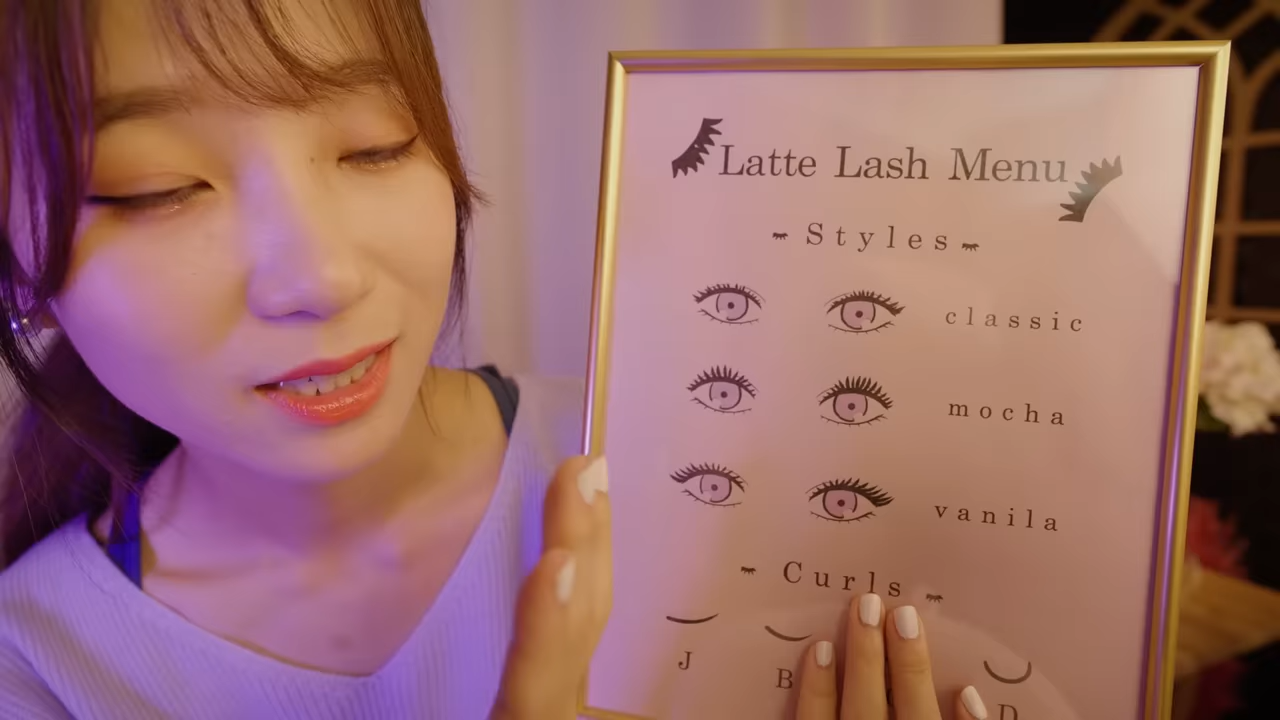 Latte Lash Menu
Styles
classic
mocha
vanila
Curls
J B D